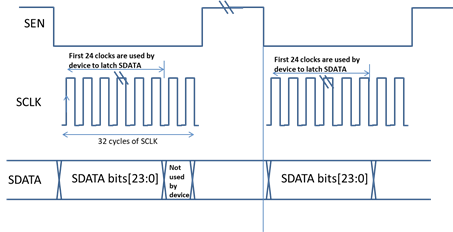 SEN
First 24 clocks are used by
device to latch SDATA
First 24 clocks are used by
device to latch SDATA
SCLK
32 cycles of SCLK
SDATA
SDATA bits[23:0]
Not
used
by
device
SDATA bits[23:0]